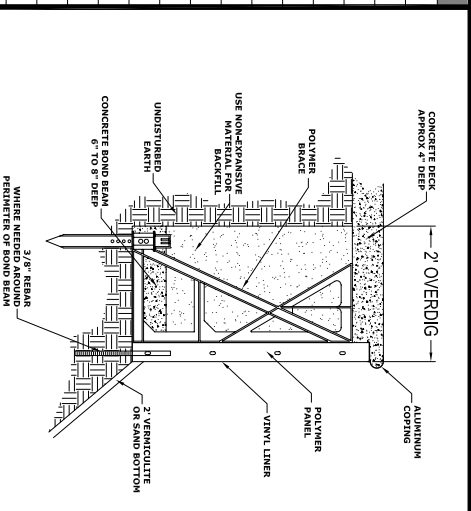 CONCRETE DECK
APPROX 4" DEEP
2' OVERDIG
ALUMINUM
COPING
POLYMER
BRACE
USE NON-EXPANSIVE
MATERIAL FOR
BACKFILL
UNDISTURBED
EARTH
CONCRETE BOND BEAM
6" TO 8" DEEP
3/8" REBAR
WHERE NEEDED AROUND
PERIMETER OF BOND BEAM
POLYMER
PANEL
VINYL LINER
2' VERMICULITE
OR SAND BOTTOM